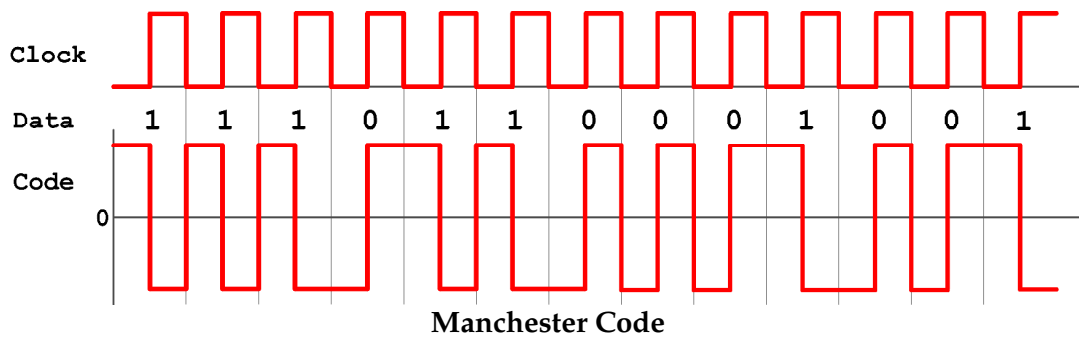 Clock
Data 1 1 1 0 1 1 0 0 0 1 0 0 1
Code
0
Manchester Code